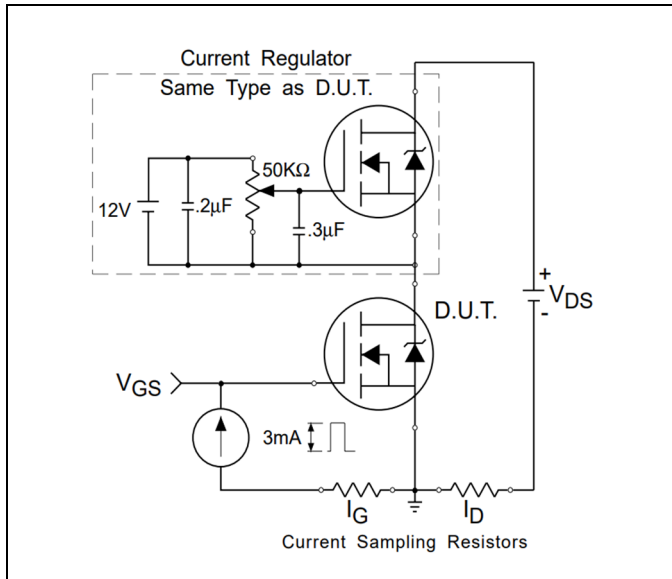 Current Regulator
Same Type as D.U.T.
50KΩ
12V
.2µF
.3µF
+
VDS
-
D.U.T.
VGS
3mA
IG
ID
Current Sampling Resistors